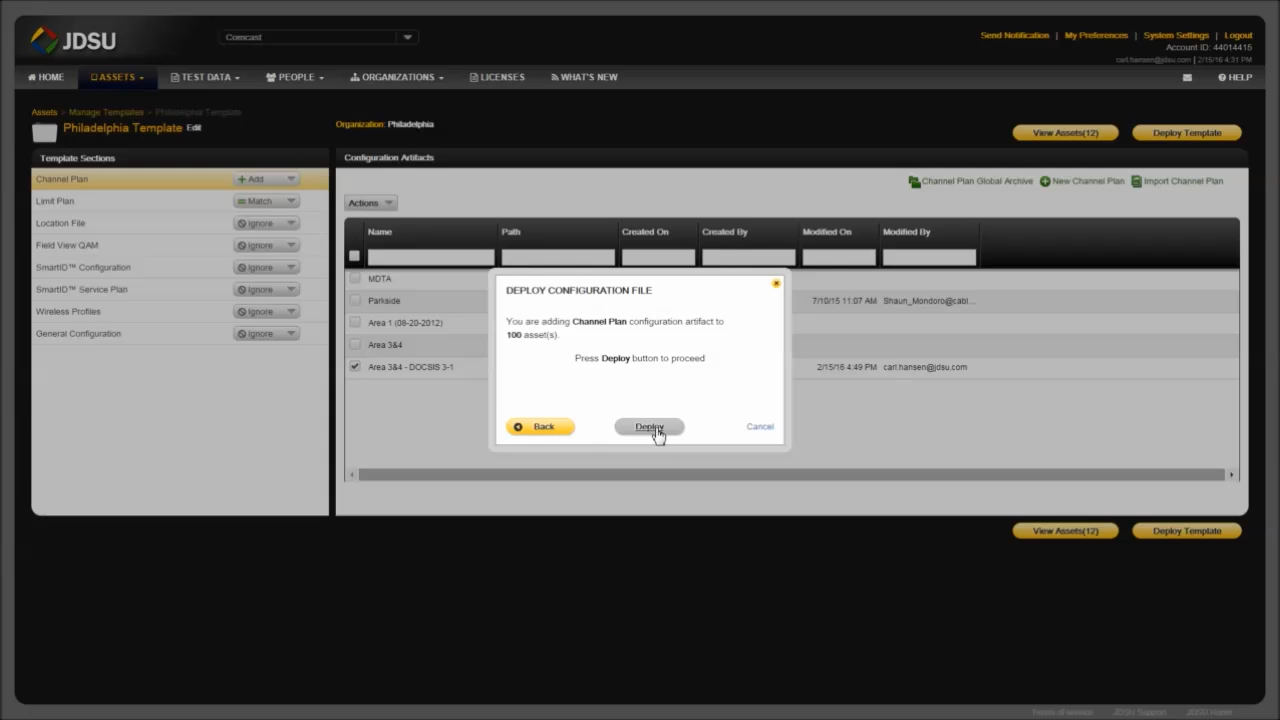 JDSU
Comcast
Send Notification | My Preferences | System Settings | Logout
Account ID: 44014415
carl.hansen@jdsu.com | 2/15/16 4:31 PM
HOME
ASSETS
TEST DATA
PEOPLE
ORGANIZATIONS
LICENSES
WHAT'S NEW
HELP
Assets > Manage Templates > Philadelphia Template
Philadelphia Template Edit
Organization: Philadelphia
View Assets(12)
Deploy Template
Template Sections
Channel Plan
Add
Limit Plan
Match
Location File
Ignore
Field View QAM
Ignore
SmartID™ Configuration
Ignore
SmartID™ Service Plan
Ignore
Wireless Profiles
Ignore
General Configuration
Ignore
Configuration Artifacts
Channel Plan Global Archive
New Channel Plan
Import Channel Plan
Actions
Name
Path
Created On
Created By
Modified On
Modified By
MDTA
Parkside
7/10/15 11:07 AM
Shaun_Mondoro@cabl...
Area 1 (08-20-2012)
Area 3&4
Area 3&4 - DOCSIS 3-1
2/15/16 4:49 PM
carl.hansen@jdsu.com
DEPLOY CONFIGURATION FILE
You are adding Channel Plan configuration artifact to
100 asset(s).
Press Deploy button to proceed
Back
Deploy
Cancel
View Assets(12)
Deploy Template
JDSU Support
JDSU Home